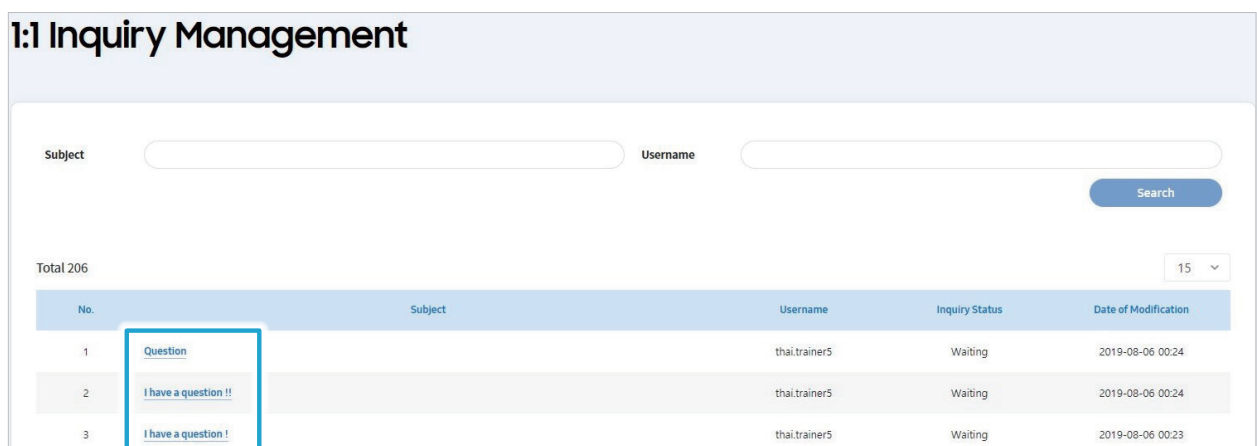 1:1 Inquiry Management
Subject Username
Search
Total 206 15
No. Subject Username Inquiry Status Date of Modification
1 Question thai.trainer5 Waiting 2019-08-06 00:24
2 I have a question !! thai.trainer5 Waiting 2019-08-06 00:24
3 I have a question ! thai.trainer5 Waiting 2019-08-06 00:23